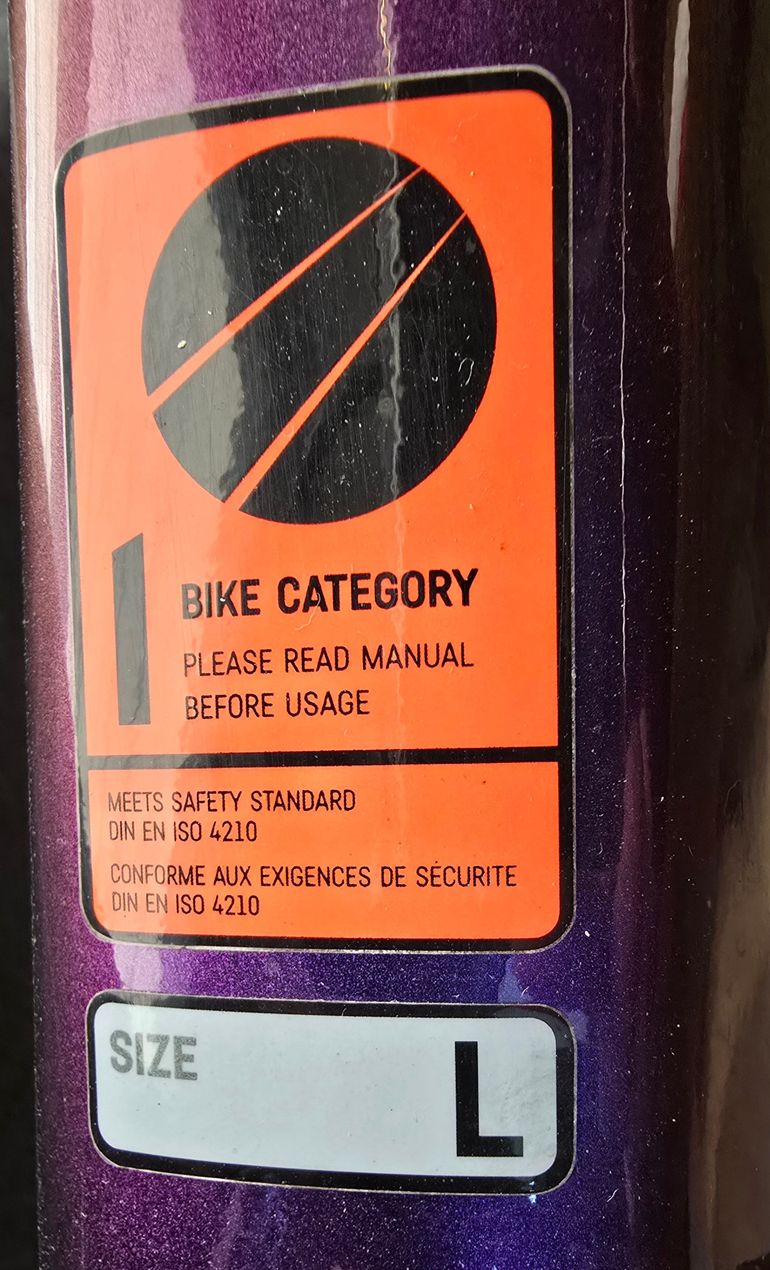 1
BIKE CATEGORY
PLEASE READ MANUAL
BEFORE USAGE
MEETS SAFETY STANDARD
DIN EN ISO 4210
CONFORME AUX EXIGENCES DE SÉCURITE
DIN EN ISO 4210
SIZE
L